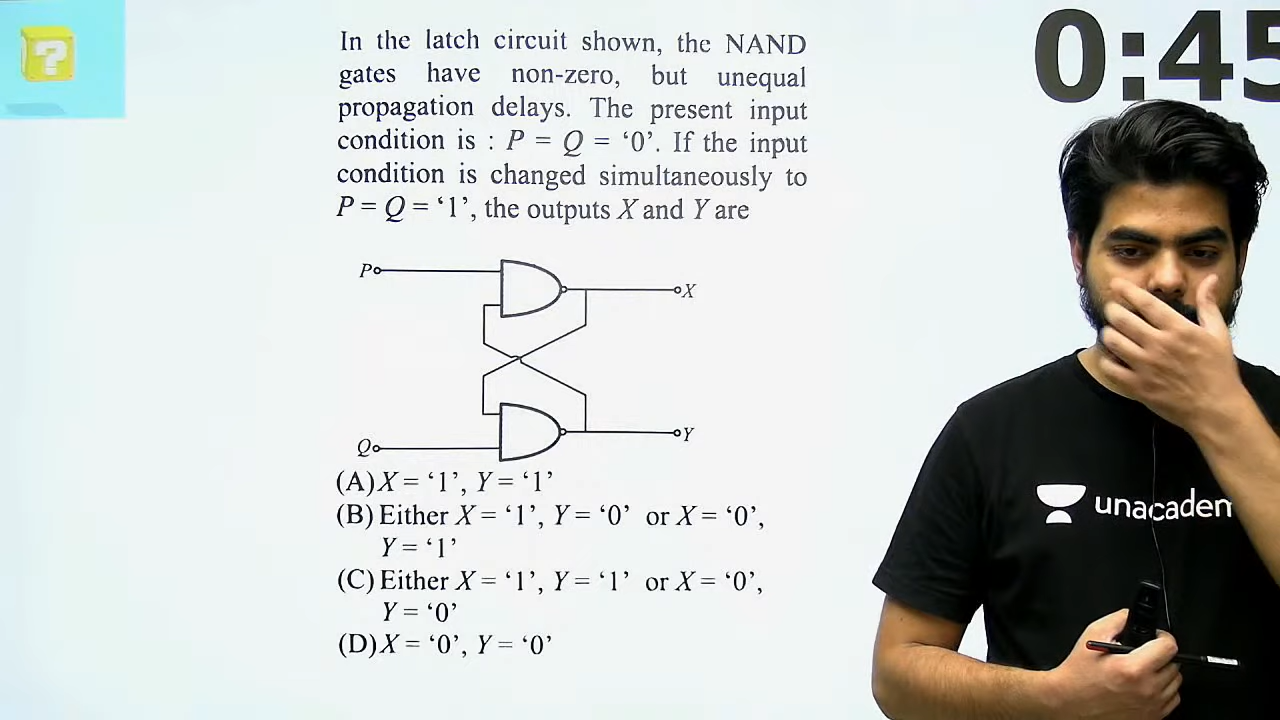 ?
In the latch circuit shown, the NAND
gates have non-zero, but unequal
propagation delays. The present input
condition is : P = Q = ‘0’. If the input
condition is changed simultaneously to
P = Q = ‘1’, the outputs X and Y are
0:45
P
X
Q
Y
(A) X = ‘1’, Y = ‘1’
(B) Either X = ‘1’, Y = ‘0’ or X = ‘0’,
Y = ‘1’
(C) Either X = ‘1’, Y = ‘1’ or X = ‘0’,
Y = ‘0’
(D) X = ‘0’, Y = ‘0’
unacadem